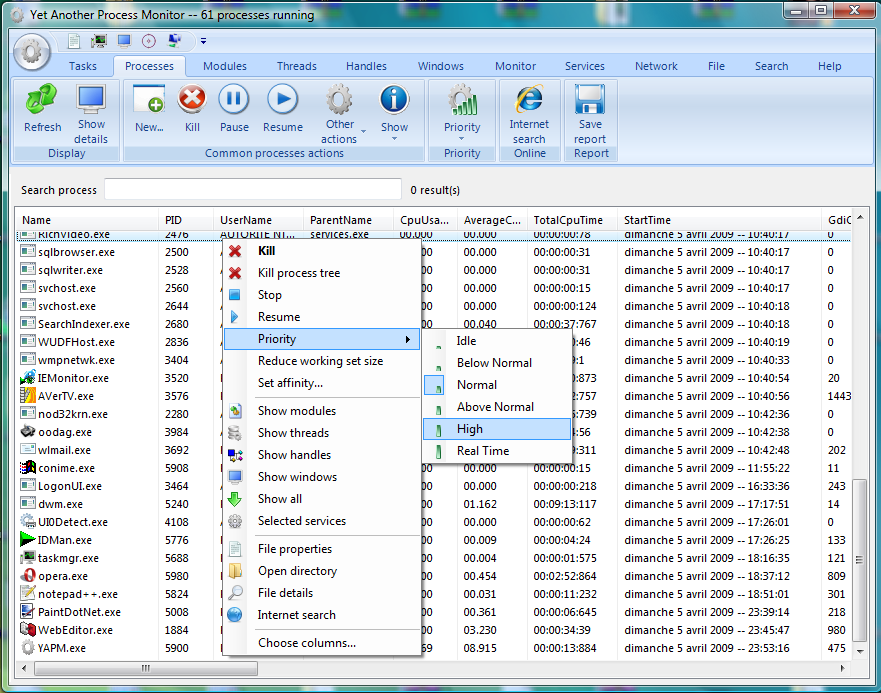 Yet Another Process Monitor -- 61 processes running
Tasks Processes Modules Threads Handles Windows Monitor Services Network File Search Help
Refresh Show details New... Kill Pause Resume Other actions Show Priority Internet search Save report
Display Common processes actions Priority Online Report
Search process 0 result(s)
Name PID UserName ParentName CpuUsa... AverageC... TotalCpuTime StartTime GdiC
RichVideo.exe 2476 AUTORITE NT... services.exe 00.000 00.000 00:00:00:78 dimanche 5 avril 2009 -- 10:40:17 0
sqlbrowser.exe 2500 00.000 00:00:00:31 dimanche 5 avril 2009 -- 10:40:17 0
sqlwriter.exe 2528 00.000 00:00:00:31 dimanche 5 avril 2009 -- 10:40:17 0
svchost.exe 2560 00.000 00:00:00:15 dimanche 5 avril 2009 -- 10:40:17 0
svchost.exe 2644 00.000 00:00:00:124 dimanche 5 avril 2009 -- 10:40:18 0
SearchIndexer.exe 2680 00.040 00:00:37:767 dimanche 5 avril 2009 -- 10:40:18 0
WUDFHost.exe 3340 :46 dimanche 5 avril 2009 -- 10:40:19 0
wmpnetwk.exe 3404 :1 dimanche 5 avril 2009 -- 10:40:33 0
IEMonitor.exe 3520 :873 dimanche 5 avril 2009 -- 10:40:54 20
AVerTV.exe 3576 :757 dimanche 5 avril 2009 -- 10:40:56 1443
nod32krn.exe 2280 :739 dimanche 5 avril 2009 -- 10:42:36 0
oodag.exe 3984 :56 dimanche 5 avril 2009 -- 10:42:38 0
wlmail.exe 3692 :311 dimanche 5 avril 2009 -- 10:42:48 202
conime.exe 5908 00.000 00:00:00:15 dimanche 5 avril 2009 -- 11:55:22 11
LogonUI.exe 3464 00.000 00:00:00:218 dimanche 5 avril 2009 -- 16:33:36 243
dwm.exe 5240 01.162 00:09:13:117 dimanche 5 avril 2009 -- 17:17:51 14
UI0Detect.exe 4108 00.000 00:00:00:62 dimanche 5 avril 2009 -- 17:26:01 0
IDMan.exe 5776 00.009 00:00:04:24 dimanche 5 avril 2009 -- 17:26:25 133
taskmgr.exe 5688 00.004 00:00:01:575 dimanche 5 avril 2009 -- 18:16:35 121
opera.exe 5980 00.454 00:02:52:864 dimanche 5 avril 2009 -- 18:37:12 809
notepad++.exe 5824 00.031 00:00:11:232 dimanche 5 avril 2009 -- 18:51:01 301
PaintDotNet.exe 5008 00.361 00:00:06:645 dimanche 5 avril 2009 -- 23:39:14 218
WebEditor.exe 1884 03.230 00:00:34:39 dimanche 5 avril 2009 -- 23:45:47 980
YAPM.exe 5900 08.915 00:00:13:884 dimanche 5 avril 2009 -- 23:53:16 475
Kill
Kill process tree
Stop
Resume
Priority
Reduce working set size
Set affinity...
Show modules
Show threads
Show handles
Show windows
Show all
Selected services
File properties
Open directory
File details
Internet search
Choose columns...
Idle
Below Normal
Normal
Above Normal
High
Real Time